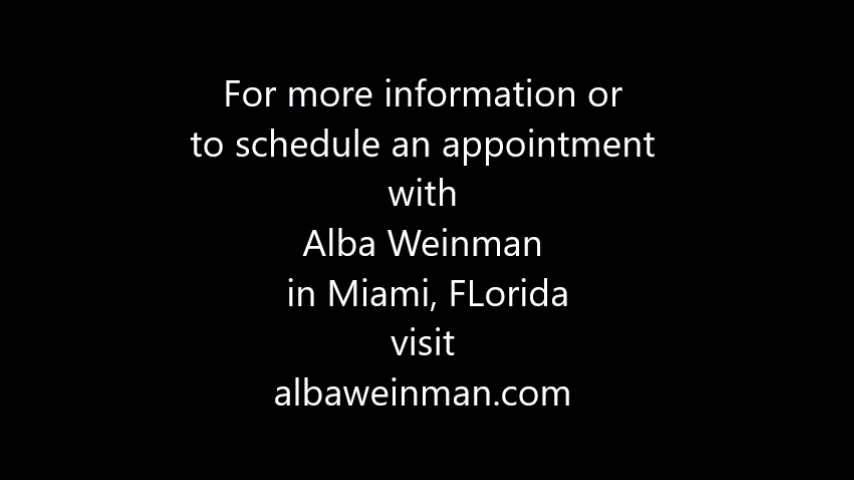 For more information or
to schedule an appointment
with
Alba Weinman
in Miami, FLorida
visit
albaweinman.com